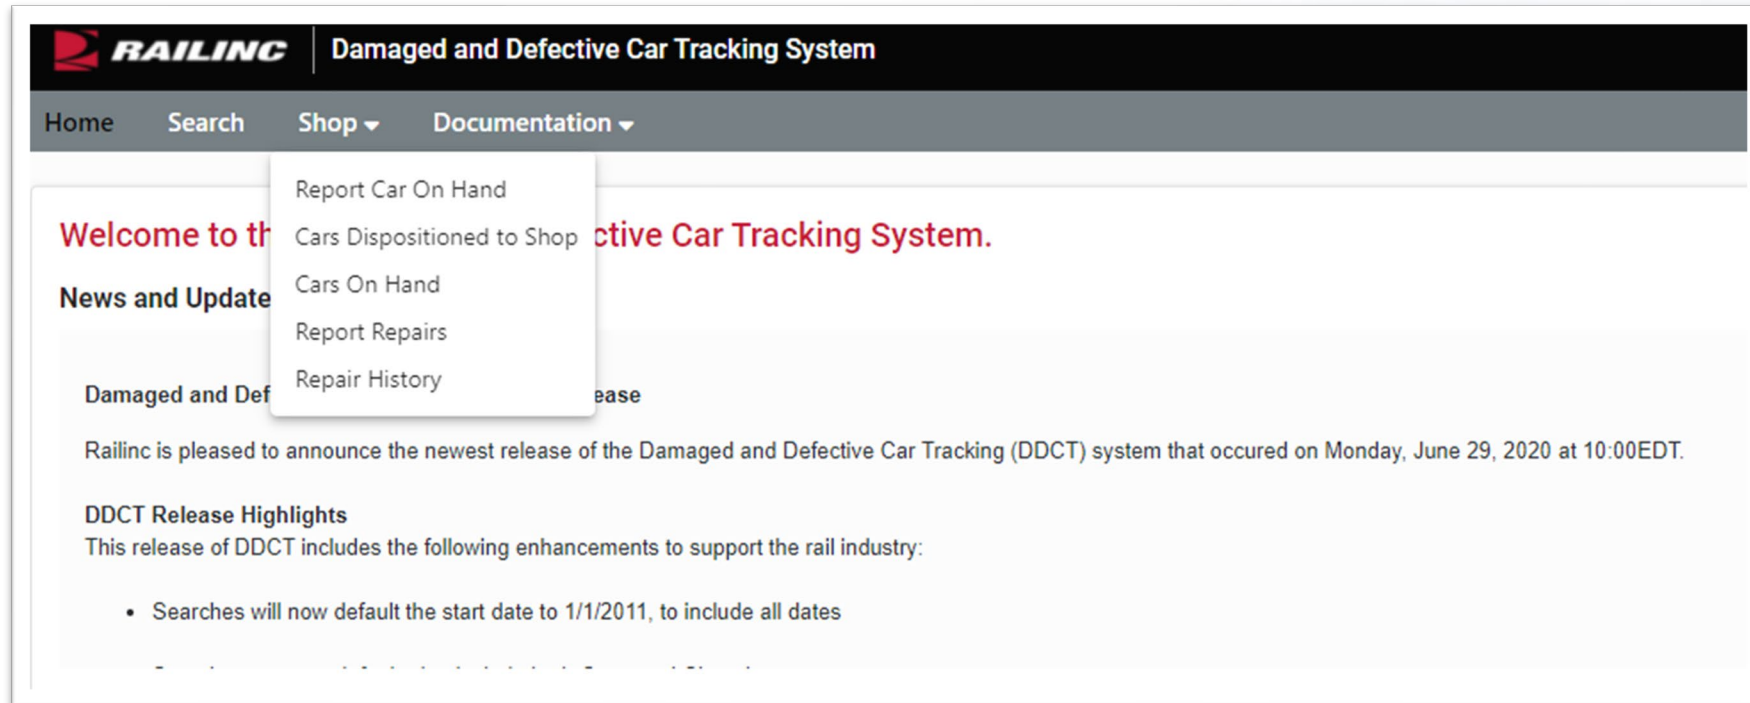 RAILINC Damaged and Defective Car Tracking System
Home Search Shop Documentation
Report Car On Hand
Cars Dispositioned to Shop
Cars On Hand
Report Repairs
Repair History
Welcome to th ctive Car Tracking System.
News and Update
Damaged and Def ease
Railinc is pleased to announce the newest release of the Damaged and Defective Car Tracking (DDCT) system that occured on Monday, June 29, 2020 at 10:00EDT.
DDCT Release Highlights
This release of DDCT includes the following enhancements to support the rail industry:
• Searches will now default the start date to 1/1/2011, to include all dates